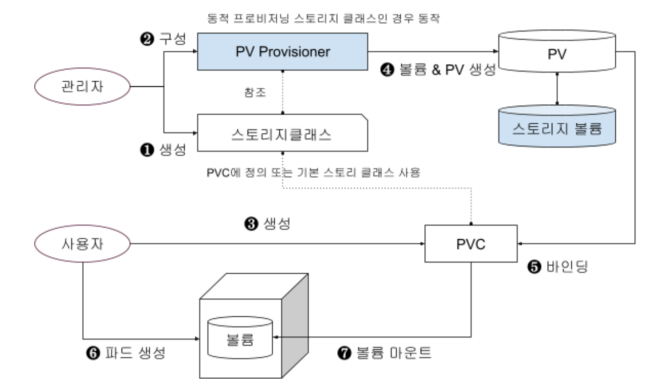 동적 프로비저닝 스토리지 클래스인 경우 동작
❷ 구성
PV Provisioner
PV
❹ 볼륨 & PV 생성
관리자
참조
스토리지클래스
스토리지 볼륨
❶ 생성
PVC에 정의 또는 기본 스토리 클래스 사용
❸ 생성
사용자
PVC
❺ 바인딩
볼륨
❻ 파드 생성
❼ 볼륨 마운트